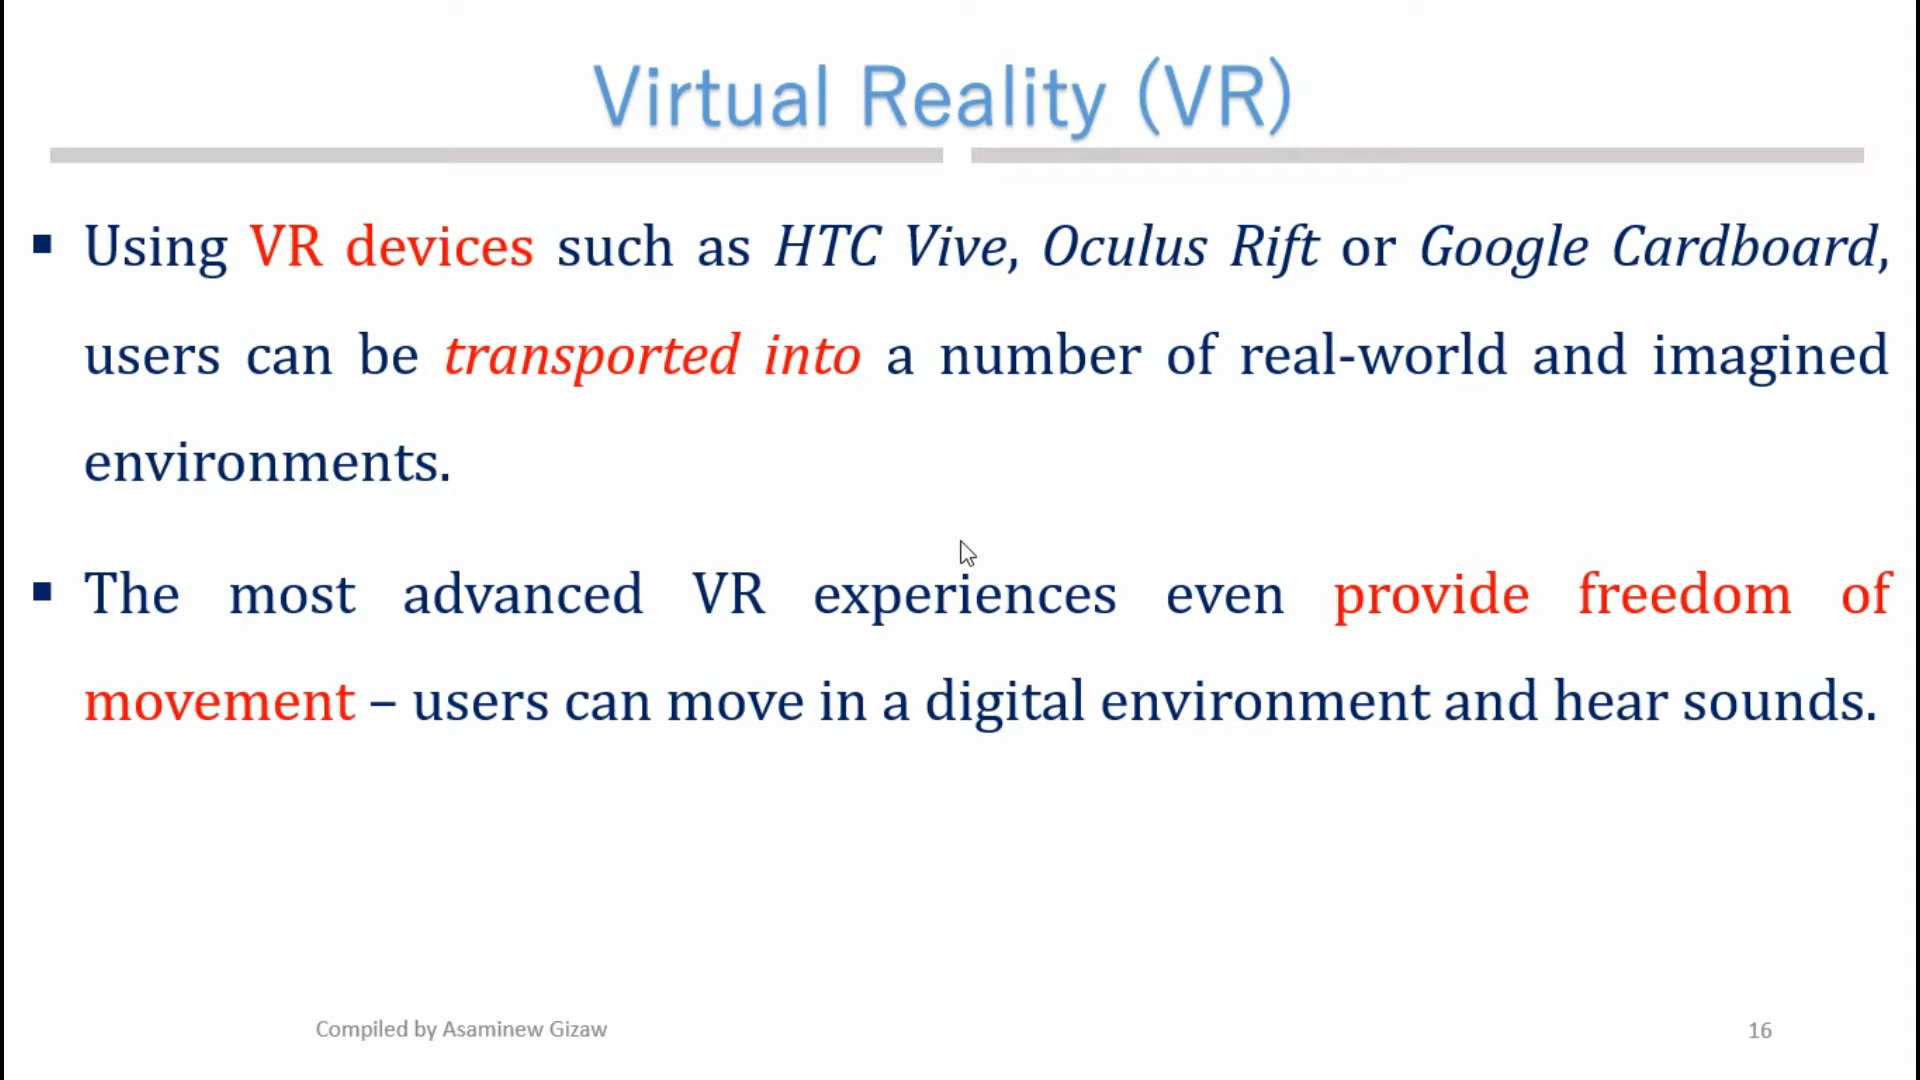 Virtual Reality (VR)
▪ Using VR devices such as HTC Vive, Oculus Rift or Google Cardboard,
users can be transported into a number of real-world and imagined
environments.
▪ The most advanced VR experiences even provide freedom of
movement – users can move in a digital environment and hear sounds.
Compiled by Asaminew Gizaw
16